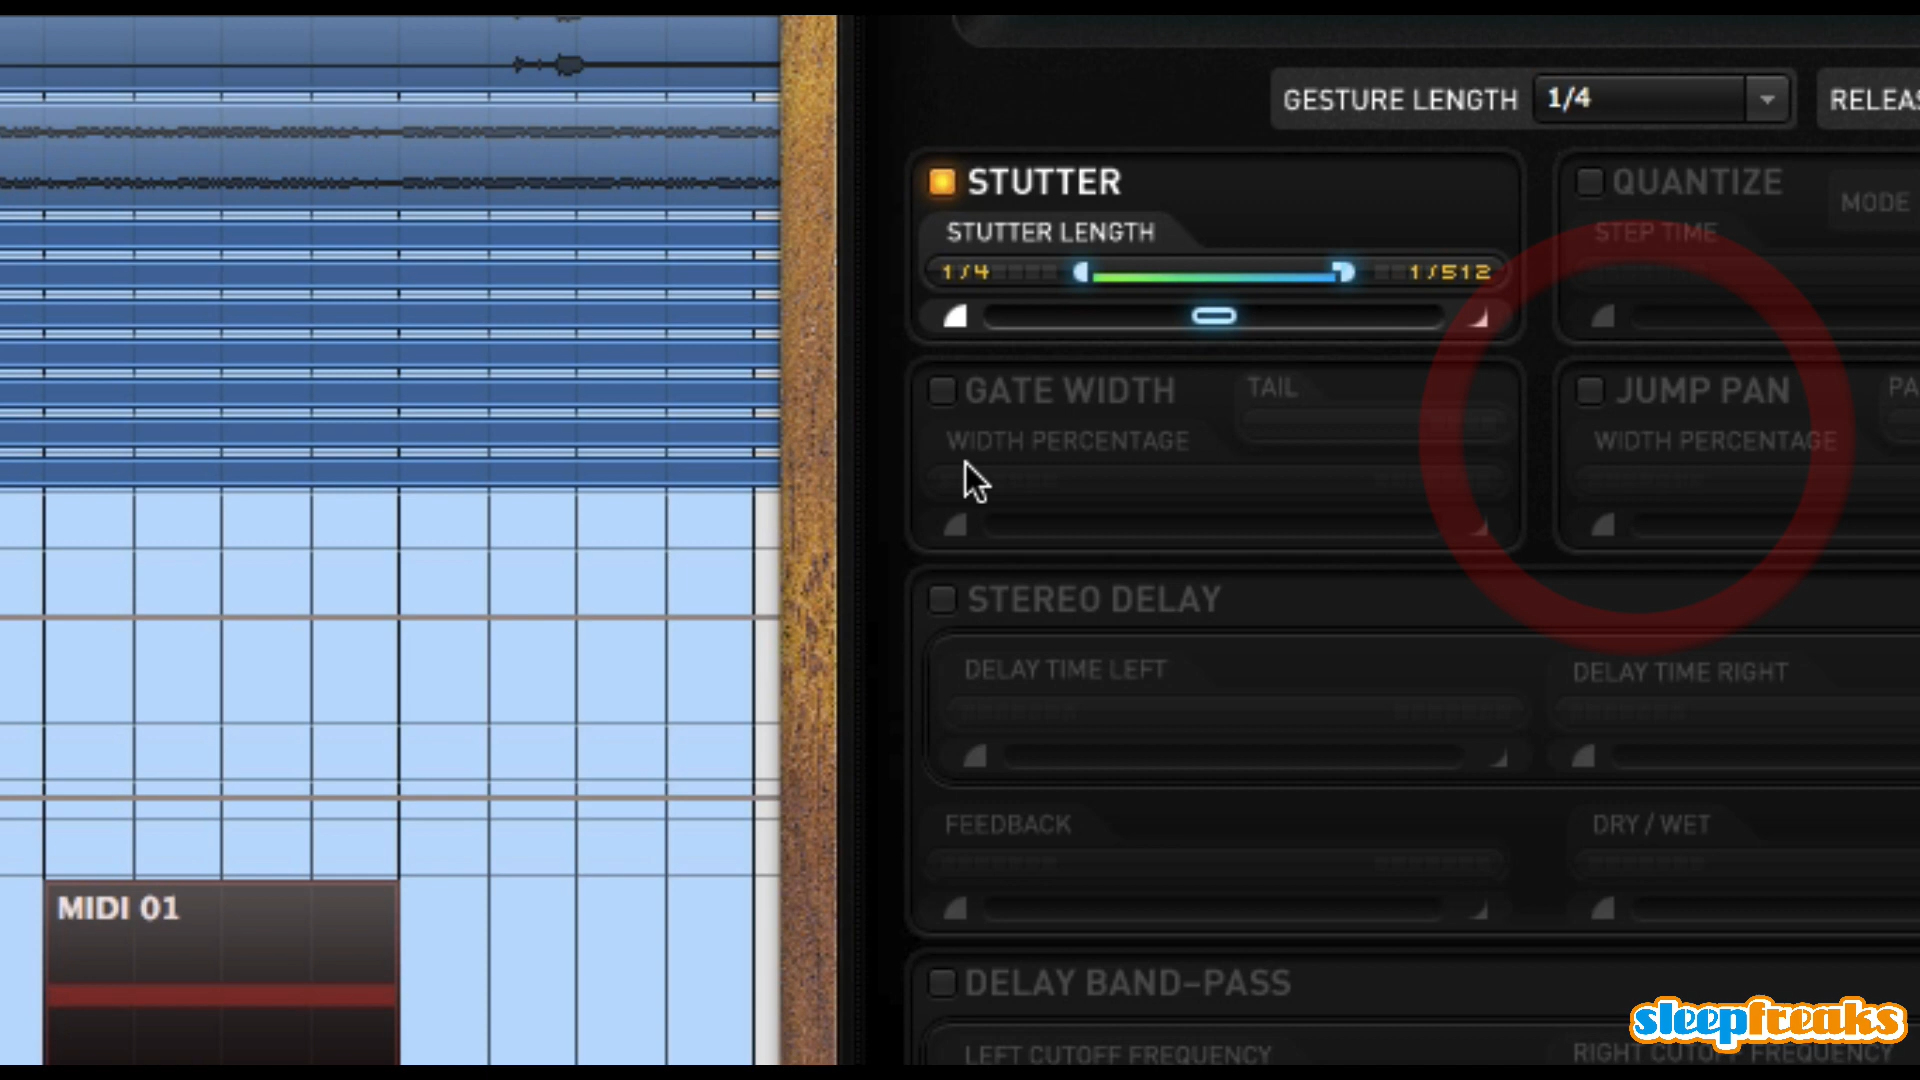 GESTURE LENGTH 1/4
RELEAS
STUTTER
STUTTER LENGTH
1/4 1/512
QUANTIZE
MODE
STEP TIME
GATE WIDTH
TAIL
WIDTH PERCENTAGE
JUMP PAN
PA
WIDTH PERCENTAGE
STEREO DELAY
DELAY TIME LEFT
DELAY TIME RIGHT
FEEDBACK
DRY / WET
MIDI 01
DELAY BAND-PASS
LEFT CUTOFF FREQUENCY
RIGHT CUTOFF FREQUENCY
sleepfreaks